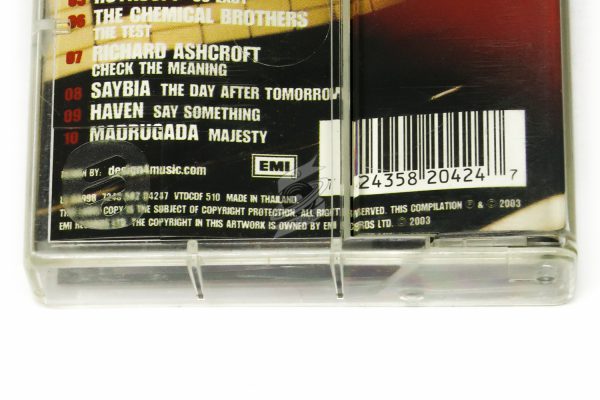 06 THE CHEMICAL BROTHERS
THE TEST
07 RICHARD ASHCROFT
CHECK THE MEANING
08 SAYBIA THE DAY AFTER TOMORROW
09 HAVEN SAY SOMETHING
10 MADRUGADA MAJESTY
BY: design4music.com
EMI
VTDCDF 510 MADE IN THAILAND.
COPY IS THE SUBJECT OF COPYRIGHT PROTECTION. ALL RIGHTS RESERVED. THIS COMPILATION ℗ & © 2003
EMI THE COPYRIGHT IN THIS ARTWORK IS OWNED BY EMI RECORDS LTD. © 2003
24358 20424 7